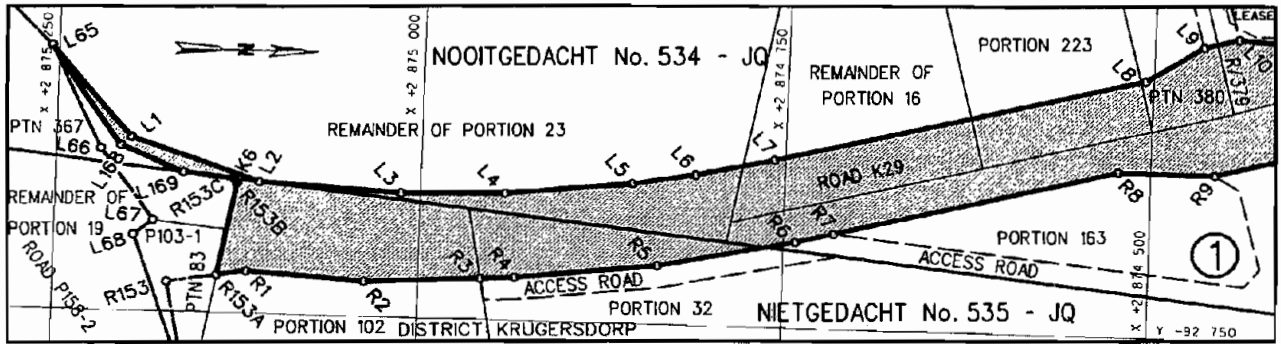 L65
X +2 875 250
N
X +2 875 000
NOOITGEDACHT No. 534 - JQ
X +2 874 750
REMAINDER OF
PORTION 16
PORTION 223
L8
L9
L10
LEASE
R/379
PTN 380
PTN 367
L66
L1
L168
L169
REMAINDER OF PORTION 23
K6
L2
L3
L4
L5
L6
L7
ROAD K29
R153C
R153B
REMAINDER OF
PORTION 19
L67
L68
P103-1
ROAD P158-2
R153
PTN183
R153A
R1
R2
R3
R4
R5
R6
R7
R8
R9
ACCESS ROAD
PORTION 32
PORTION 102 DISTRICT KRUGERSDORP
NIETGEDACHT No. 535 - JQ
PORTION 163
ACCESS ROAD
1
X +2 874 500
Y -92 750